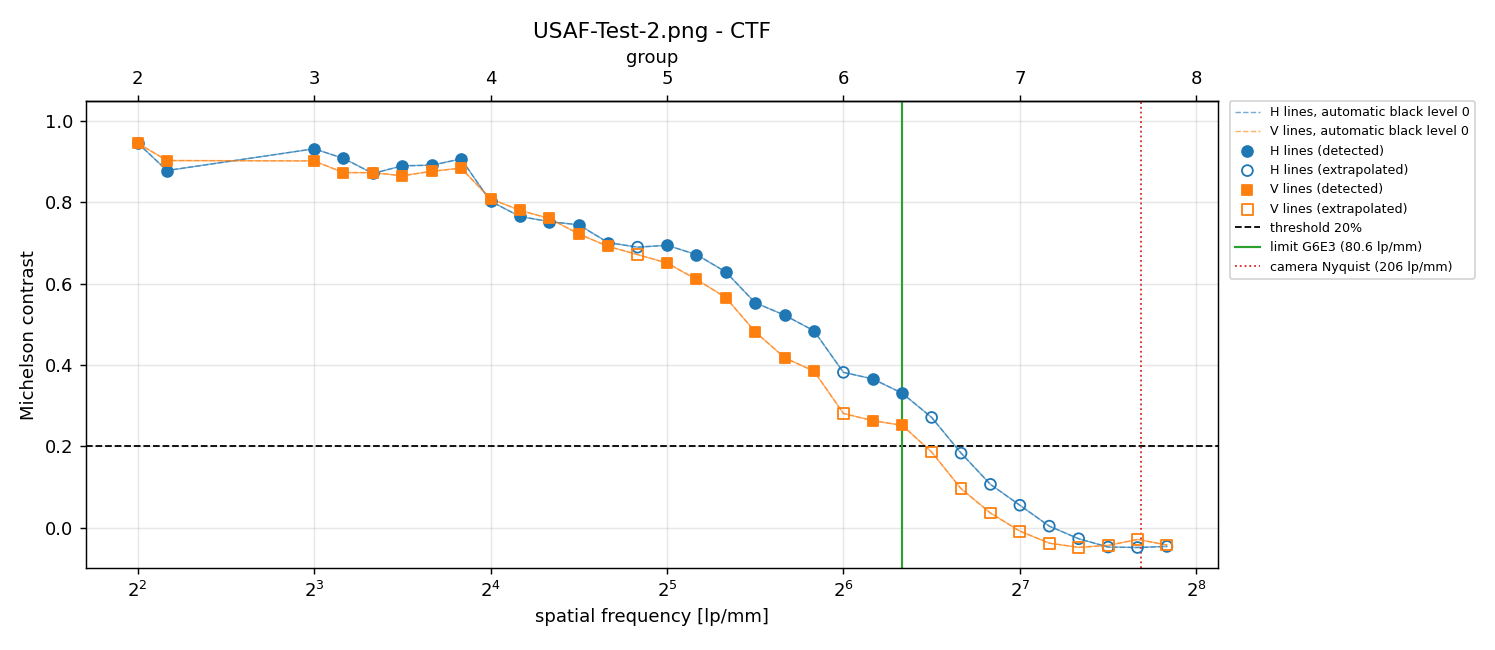 USAF-Test-2.png - CTF
group
2 3 4 5 6 7 8
1.0
0.8
0.6
0.4
0.2
0.0
Michelson contrast
2² 2³ 2⁴ 2⁵ 2⁶ 2⁷ 2⁸
spatial frequency [lp/mm]
H lines, automatic black level 0
V lines, automatic black level 0
H lines (detected)
H lines (extrapolated)
V lines (detected)
V lines (extrapolated)
threshold 20%
limit G6E3 (80.6 lp/mm)
camera Nyquist (206 lp/mm)